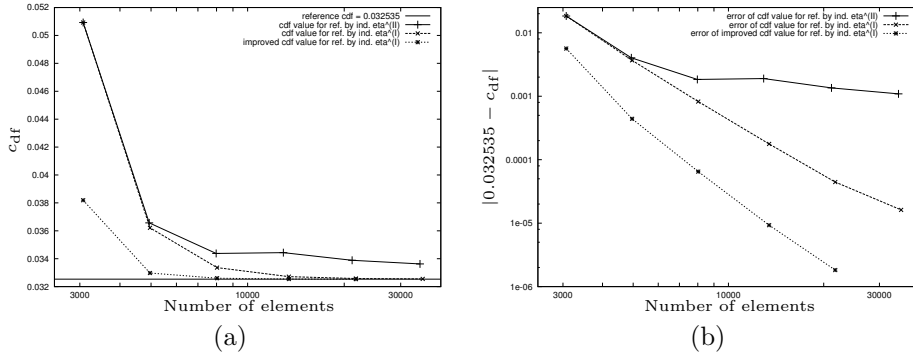 reference cdf = 0.032535
cdf value for ref. by ind. eta^(II)
cdf value for ref. by ind. eta^(I)
improved cdf value for ref. by ind. eta^(I)
0.052
0.05
0.048
0.046
0.044
0.042
0.04
0.038
0.036
0.034
0.032
c_df
3000
10000
30000
Number of elements
(a)
error of cdf value for ref. by ind. eta^(II)
error of cdf value for ref. by ind. eta^(I)
error of improved cdf value for ref. by ind. eta^(I)
0.01
0.001
0.0001
1e-05
1e-06
|0.032535 − c_df|
3000
10000
30000
Number of elements
(b)